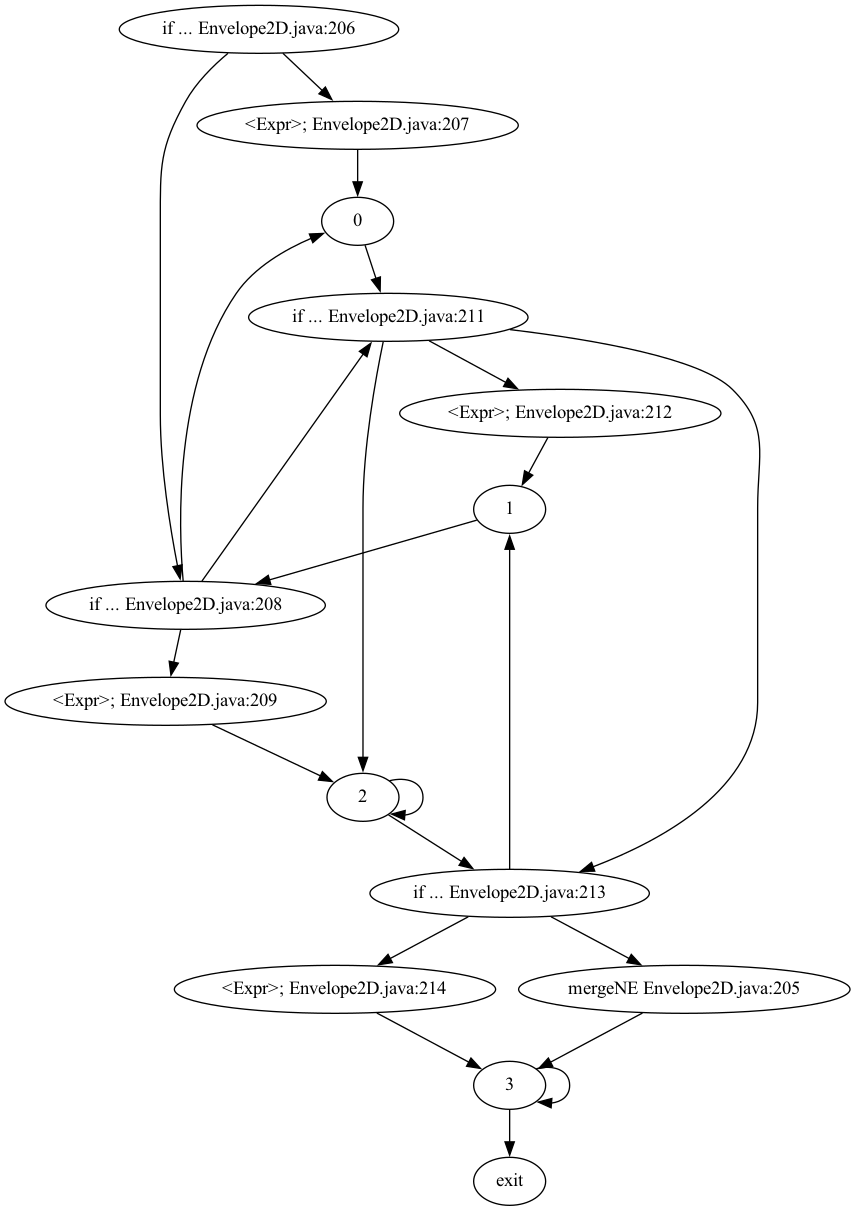 if ... Envelope2D.java:206
<Expr>; Envelope2D.java:207
0
if ... Envelope2D.java:211
<Expr>; Envelope2D.java:212
1
if ... Envelope2D.java:208
<Expr>; Envelope2D.java:209
2
if ... Envelope2D.java:213
<Expr>; Envelope2D.java:214
mergeNE Envelope2D.java:205
3
exit